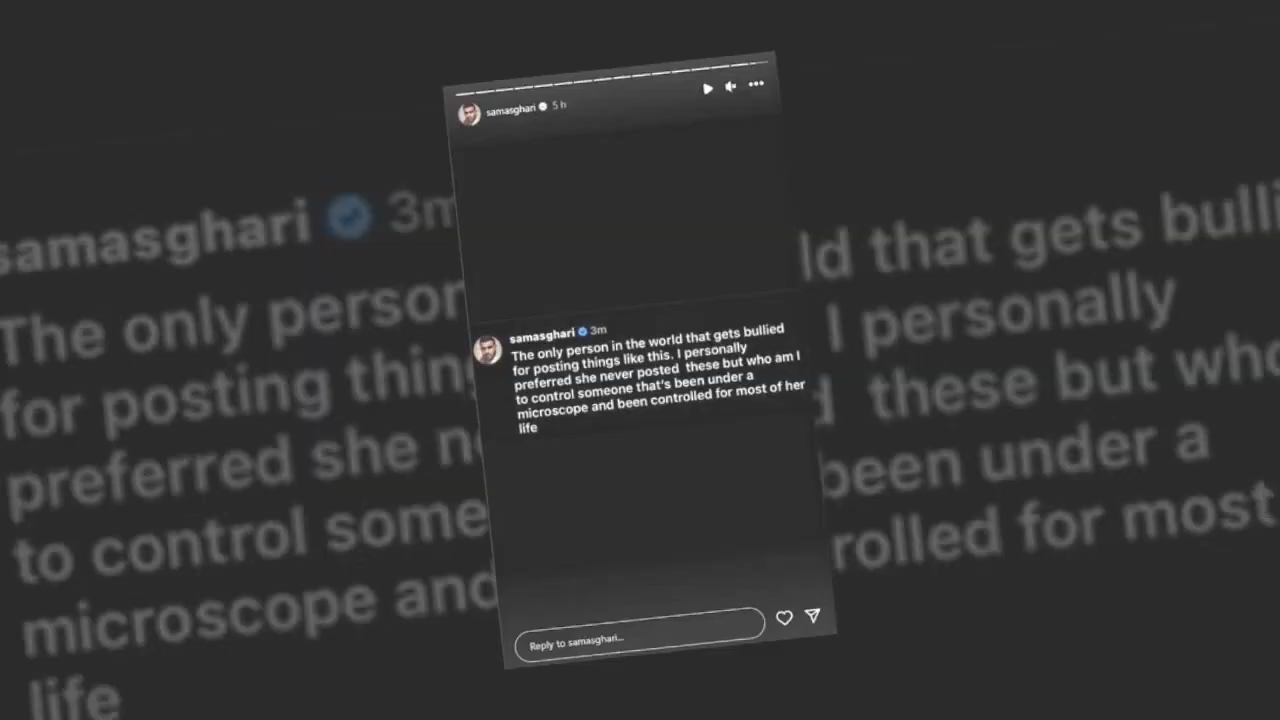 samasghari 5 h
samasghari 3m
The only person in the world that gets bullied
for posting things like this. I personally
preferred she never posted  these but who am I
to control someone that's been under a
microscope and been controlled for most of her
life
Reply to samasghari...
samasghari 3m
The only person
ld that gets bulli
for posting thing
I personally
preferred she ne
d  these but who
to control some
been under a
microscope and
rolled for most
life